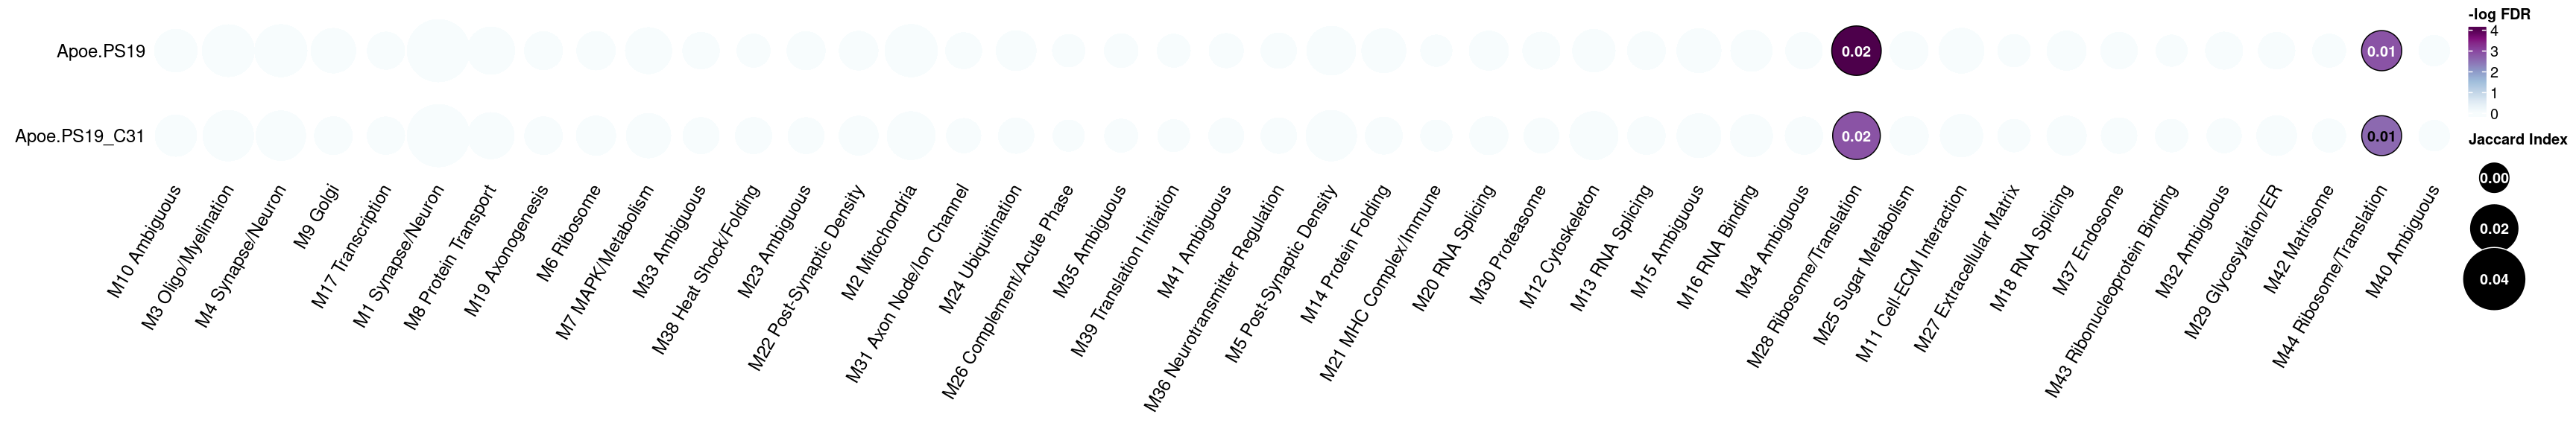 Apoe.PS19
0.02
0.01
Apoe.PS19_C31
0.02
0.01
M10 Ambiguous
M3 Oligo/Myelination
M4 Synapse/Neuron
M9 Golgi
M17 Transcription
M1 Synapse/Neuron
M8 Protein Transport
M19 Axonogenesis
M6 Ribosome
M7 MAPK/Metabolism
M33 Ambiguous
M38 Heat Shock/Folding
M23 Ambiguous
M22 Post-Synaptic Density
M2 Mitochondria
M31 Axon Node/Ion Channel
M24 Ubiquitination
M26 Complement/Acute Phase
M35 Ambiguous
M39 Translation Initiation
M41 Ambiguous
M36 Neurotransmitter Regulation
M5 Post-Synaptic Density
M14 Protein Folding
M21 MHC Complex/Immune
M20 RNA Splicing
M30 Proteasome
M12 Cytoskeleton
M13 RNA Splicing
M15 Ambiguous
M16 RNA Binding
M34 Ambiguous
M28 Ribosome/Translation
M25 Sugar Metabolism
M11 Cell-ECM Interaction
M27 Extracellular Matrix
M18 RNA Splicing
M37 Endosome
M43 Ribonucleoprotein Binding
M32 Ambiguous
M29 Glycosylation/ER
M42 Matrisome
M44 Ribosome/Translation
M40 Ambiguous
-log FDR
4
3
2
1
0
Jaccard Index
0.00
0.02
0.04